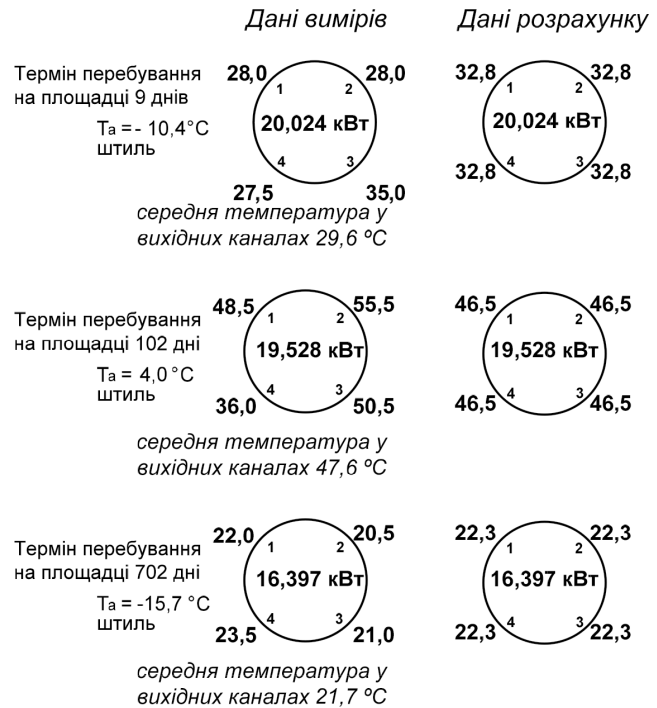 Дані вимірів Дані розрахунку
Термін перебування
на площадці 9 днів
Та = - 10,4°С
штиль
28,0 28,0
1 2
20,024 кВт
4 3
27,5 35,0
32,8 32,8
1 2
20,024 кВт
4 3
32,8 32,8
середня температура у
вихідних каналах 29,6 ºС
Термін перебування
на площадці 102 дні
Та = 4,0°С
штиль
48,5 55,5
1 2
19,528 кВт
4 3
36,0 50,5
46,5 46,5
1 2
19,528 кВт
4 3
46,5 46,5
середня температура у
вихідних каналах 47,6 ºС
Термін перебування
на площадці 702 дні
Та = -15,7 °С
штиль
22,0 20,5
1 2
16,397 кВт
4 3
23,5 21,0
22,3 22,3
1 2
16,397 кВт
4 3
22,3 22,3
середня температура у
вихідних каналах 21,7 ºС